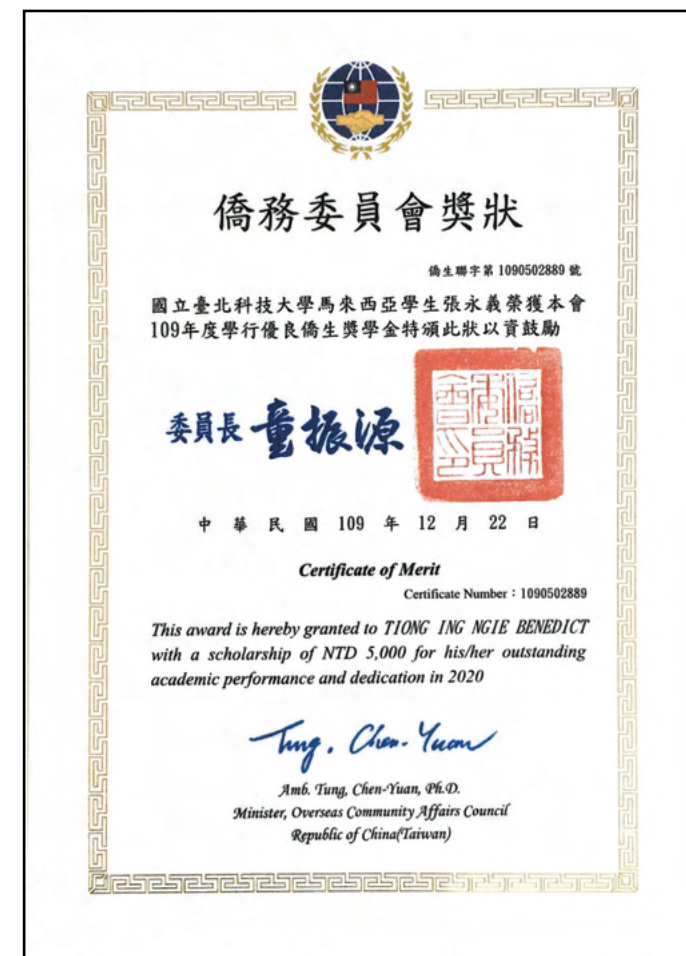 僑務委員會獎狀
僑生聯字第 1090502889 號
國立臺北科技大學馬來西亞學生張永義榮獲本會
109年度學行優良僑生獎學金特頒此狀以資鼓勵
委員長 童振源
僑務委員會印
中 華 民 國 109 年 12 月 22 日
Certificate of Merit
Certificate Number：1090502889
This award is hereby granted to TIONG ING NGIE BENEDICT
with a scholarship of NTD 5,000 for his/her outstanding
academic performance and dedication in 2020
Tung, Chen-Yuan
Amb. Tung, Chen-Yuan, Ph.D.
Minister, Overseas Community Affairs Council
Republic of China(Taiwan)